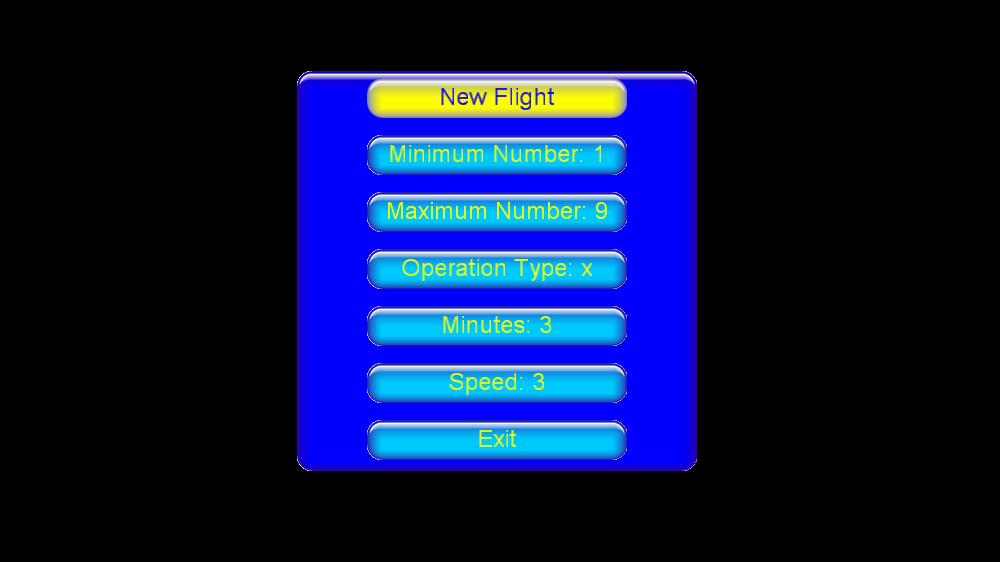 New Flight
Minimum Number: 1
Maximum Number: 9
Operation Type: x
Minutes: 3
Speed: 3
Exit